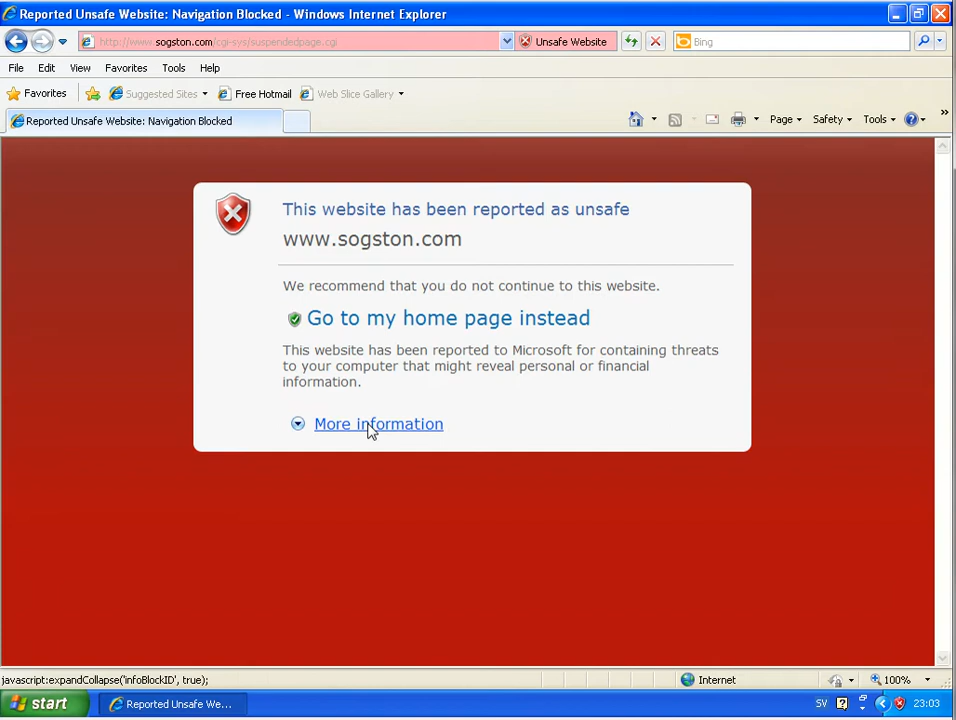 Reported Unsafe Website: Navigation Blocked - Windows Internet Explorer
http://www.sogston.com/cgi-sys/suspendedpage.cgi
Unsafe Website
Bing
File Edit View Favorites Tools Help
Favorites Suggested Sites Free Hotmail Web Slice Gallery
Reported Unsafe Website: Navigation Blocked
Page Safety Tools
This website has been reported as unsafe
www.sogston.com
We recommend that you do not continue to this website.
Go to my home page instead
This website has been reported to Microsoft for containing threats
to your computer that might reveal personal or financial
information.
More information
javascript:expandCollapse('infoBlockID', true);
Internet
100%
start
Reported Unsafe We...
SV
23:03